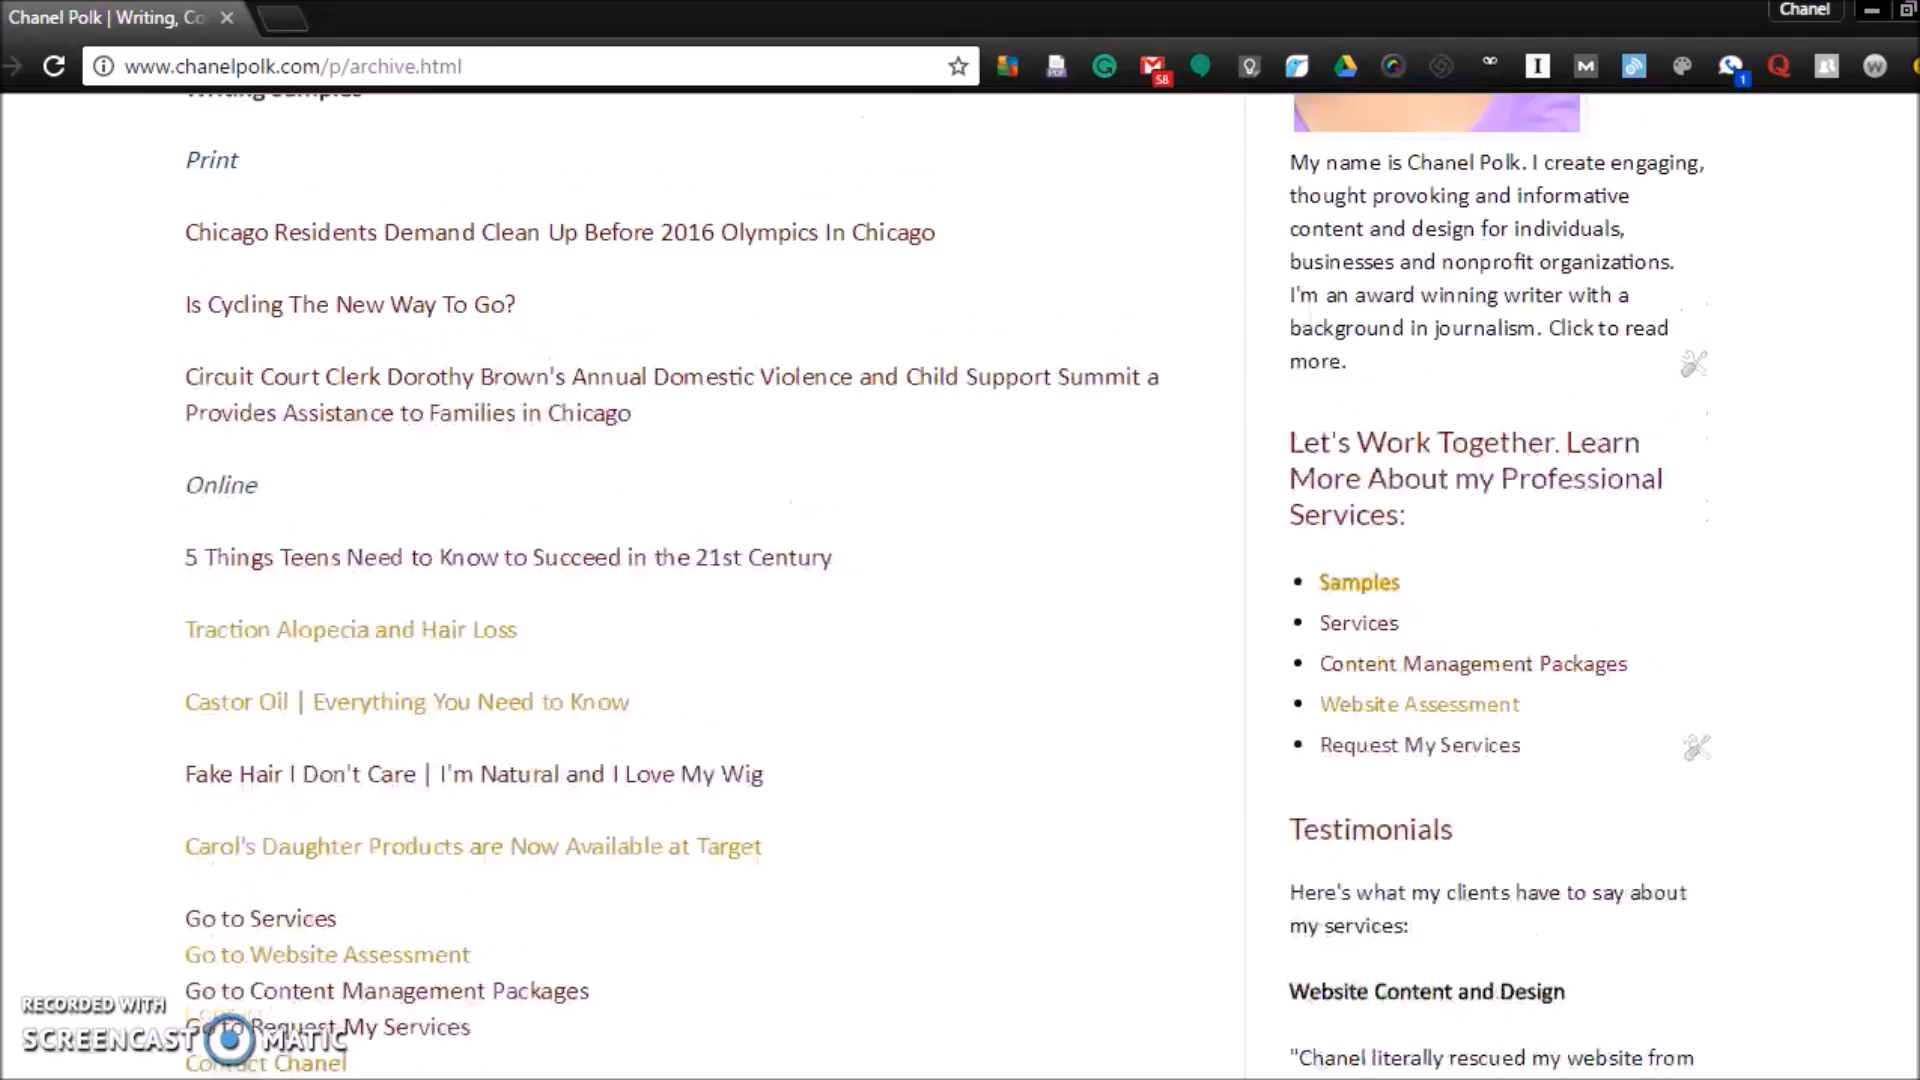 Chanel Polk | Writing, Co
Chanel
www.chanelpolk.com/p/archive.html
58
1
Writing Samples
Print
Chicago Residents Demand Clean Up Before 2016 Olympics In Chicago
Is Cycling The New Way To Go?
Circuit Court Clerk Dorothy Brown's Annual Domestic Violence and Child Support Summit a
Provides Assistance to Families in Chicago
Online
5 Things Teens Need to Know to Succeed in the 21st Century
Traction Alopecia and Hair Loss
Castor Oil | Everything You Need to Know
Fake Hair I Don't Care | I'm Natural and I Love My Wig
Carol's Daughter Products are Now Available at Target
Go to Services
Go to Website Assessment
Go to Content Management Packages
Go to Request My Services
Contact Chanel
RECORDED WITH
SCREENCAST MATIC
My name is Chanel Polk. I create engaging,
thought provoking and informative
content and design for individuals,
businesses and nonprofit organizations.
I'm an award winning writer with a
background in journalism. Click to read
more.
Let's Work Together. Learn
More About my Professional
Services:
Samples
Services
Content Management Packages
Website Assessment
Request My Services
Testimonials
Here's what my clients have to say about
my services:
Website Content and Design
"Chanel literally rescued my website from